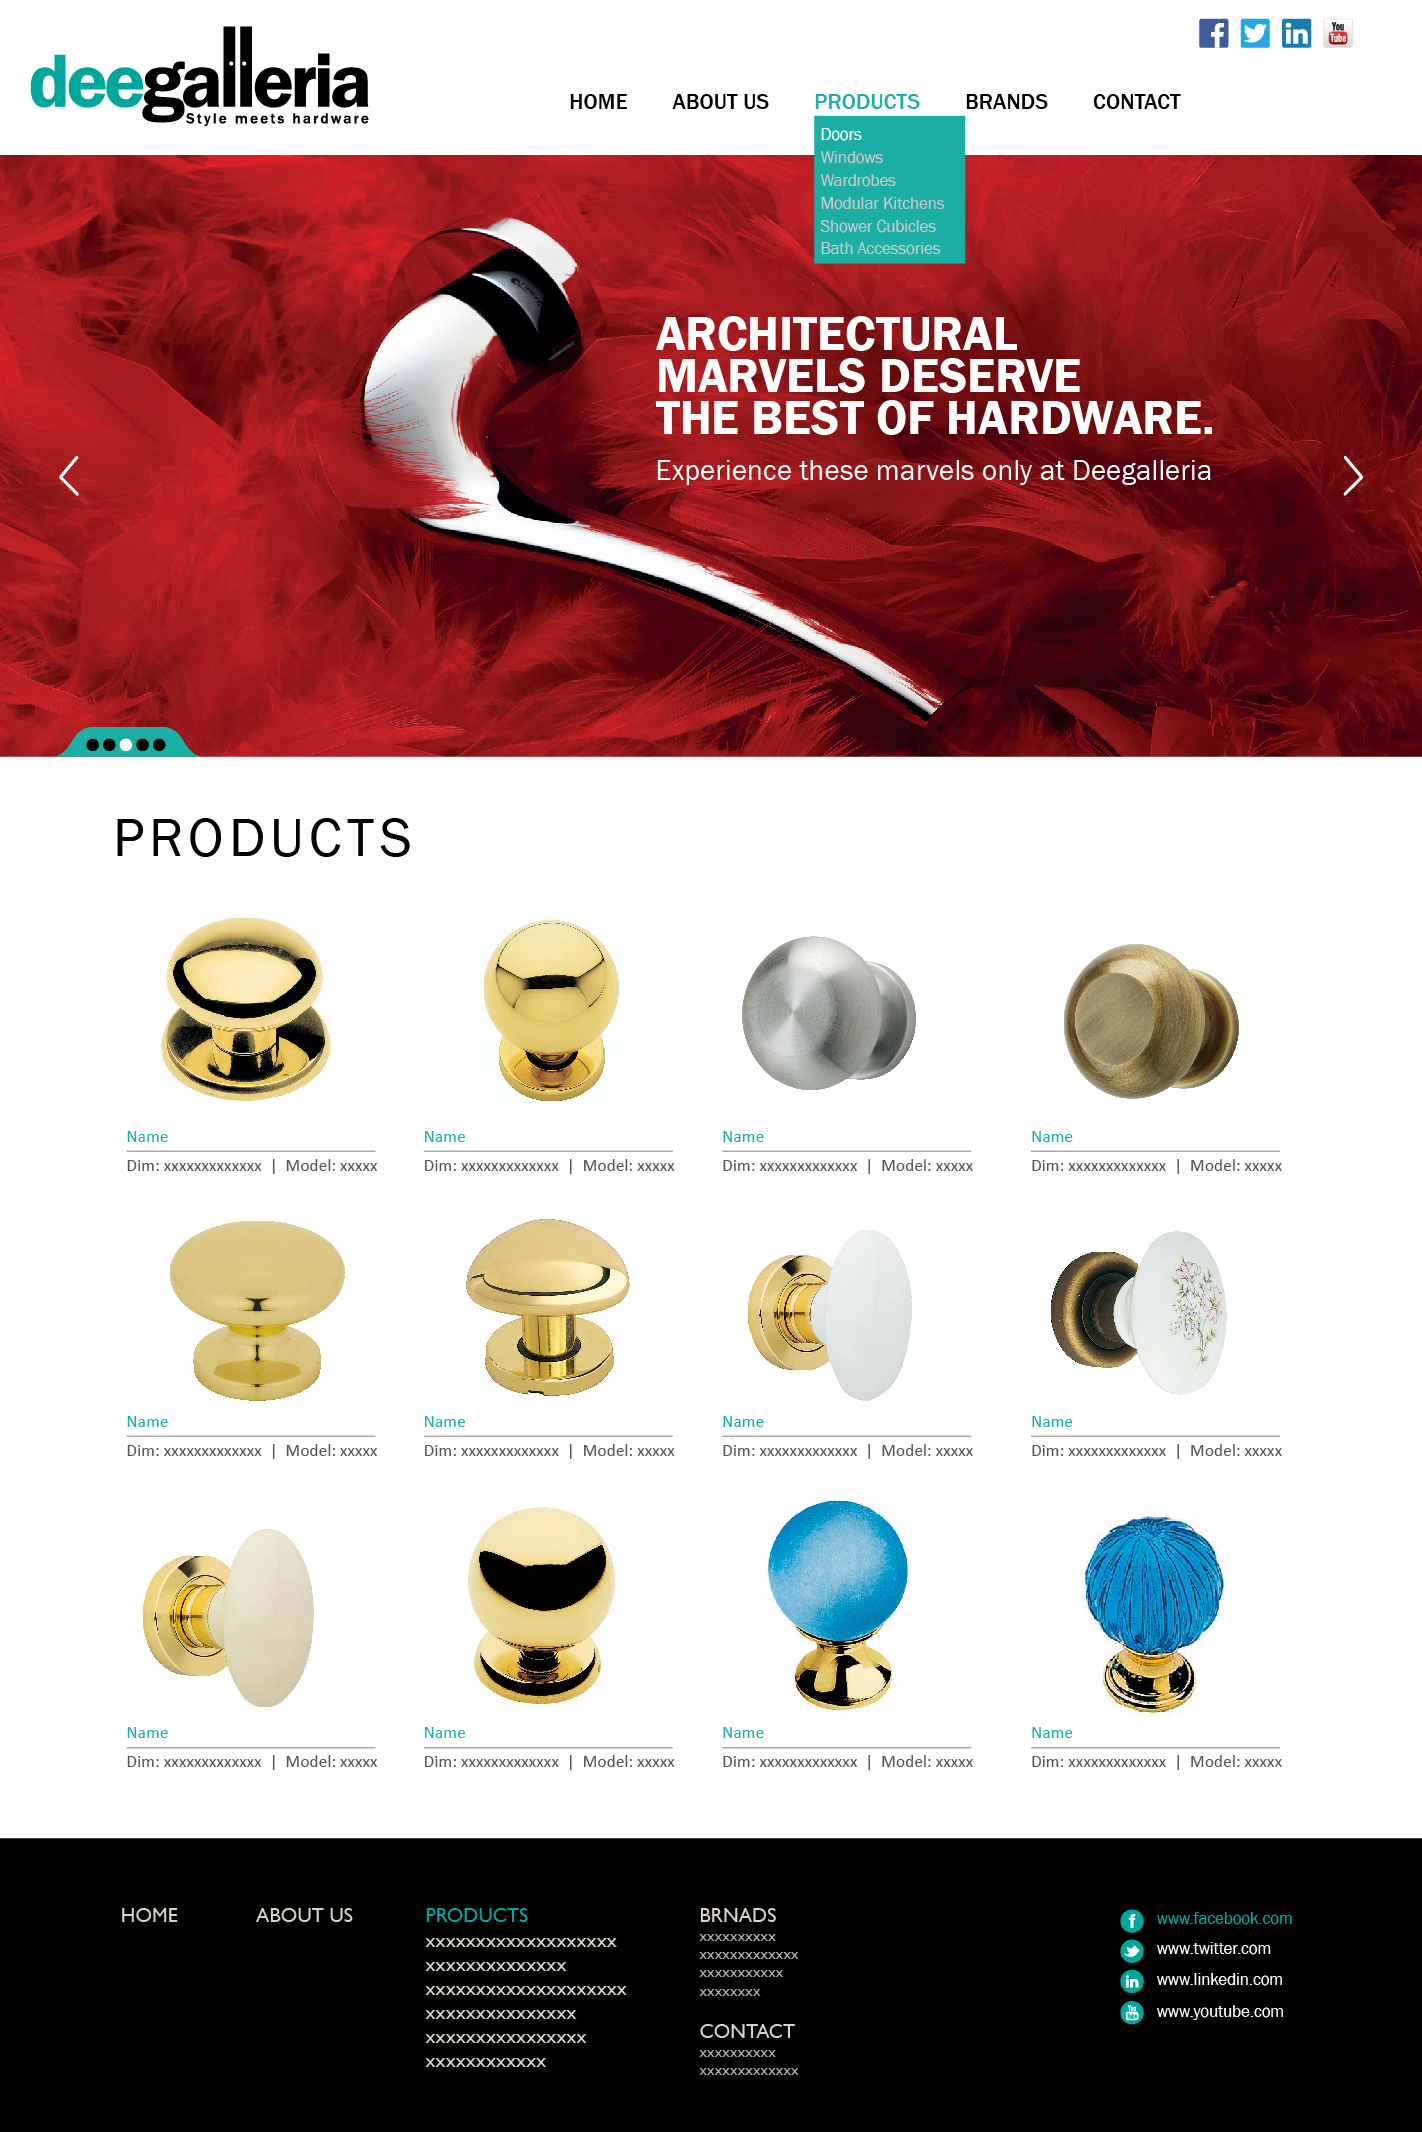 deegalleria
Style meets hardware
You
Tube
HOME ABOUT US PRODUCTS BRANDS CONTACT
Doors
Windows
Wardrobes
Modular Kitchens
Shower Cubicles
Bath Accessories
ARCHITECTURAL
MARVELS DESERVE
THE BEST OF HARDWARE.
Experience these marvels only at Deegalleria
PRODUCTS
Name Name Name Name
Dim: xxxxxxxxxxxxx | Model: xxxxx Dim: xxxxxxxxxxxxx | Model: xxxxx Dim: xxxxxxxxxxxxx | Model: xxxxx Dim: xxxxxxxxxxxxx | Model: xxxxx
Name Name Name Name
Dim: xxxxxxxxxxxxx | Model: xxxxx Dim: xxxxxxxxxxxxx | Model: xxxxx Dim: xxxxxxxxxxxxx | Model: xxxxx Dim: xxxxxxxxxxxxx | Model: xxxxx
Name Name Name Name
Dim: xxxxxxxxxxxxx | Model: xxxxx Dim: xxxxxxxxxxxxx | Model: xxxxx Dim: xxxxxxxxxxxxx | Model: xxxxx Dim: xxxxxxxxxxxxx | Model: xxxxx
HOME
ABOUT US
PRODUCTS
xxxxxxxxxxxxxxxxxxx
xxxxxxxxxxxxxx
xxxxxxxxxxxxxxxxxxxx
xxxxxxxxxxxxxxx
xxxxxxxxxxxxxxxx
xxxxxxxxxxxx
BRNADS
xxxxxxxxxx
xxxxxxxxxxxxx
xxxxxxxxxxx
xxxxxxxx
CONTACT
xxxxxxxxxx
xxxxxxxxxxxxx
www.facebook.com
www.twitter.com
www.linkedin.com
www.youtube.com